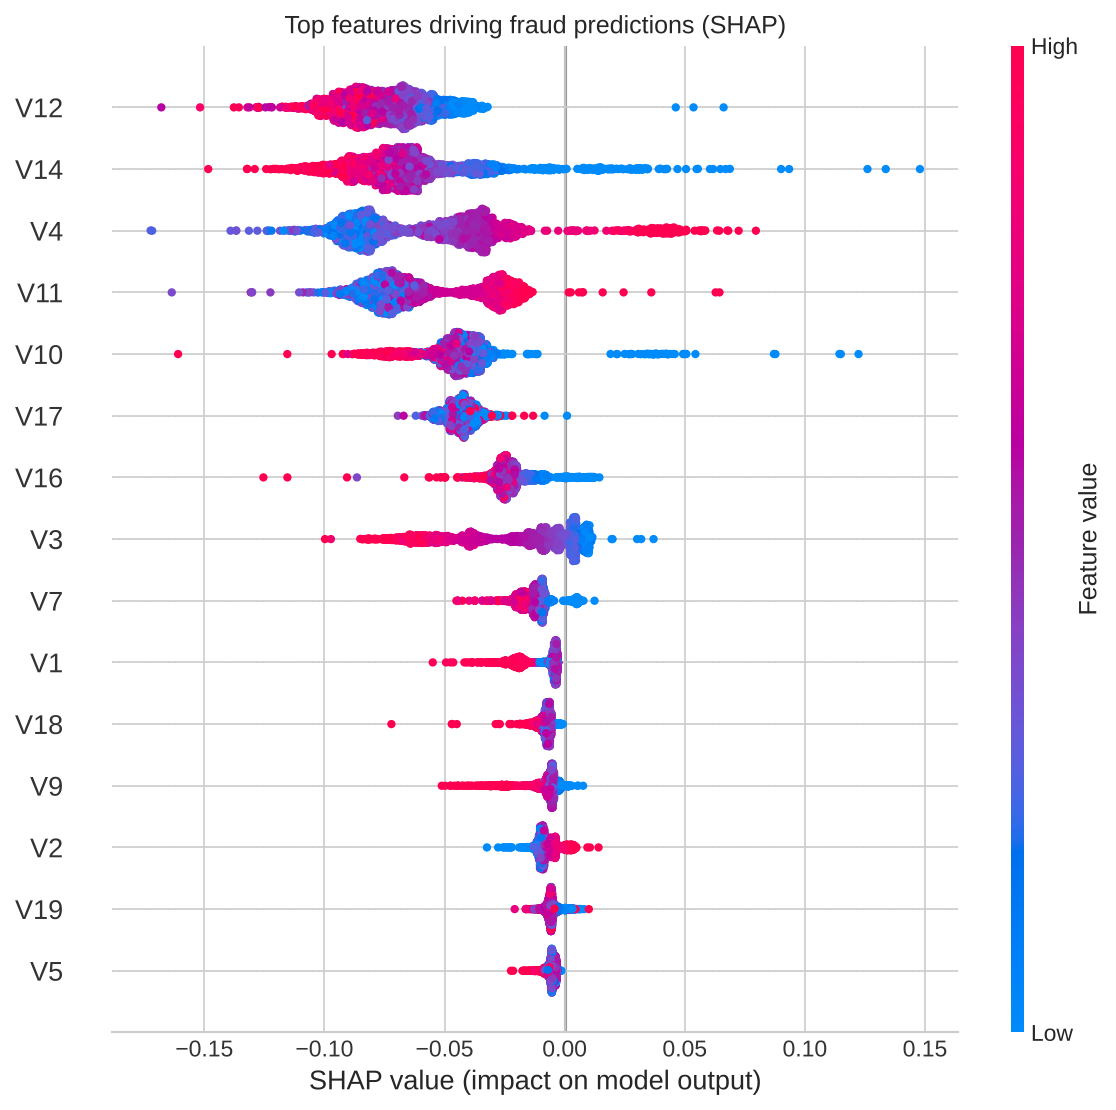 Top features driving fraud predictions (SHAP)
High
V12
V14
V4
V11
V10
V17
V16
V3
V7
V1
V18
V9
V2
V19
V5
Feature value
Low
−0.15 −0.10 −0.05 0.00 0.05 0.10 0.15
SHAP value (impact on model output)